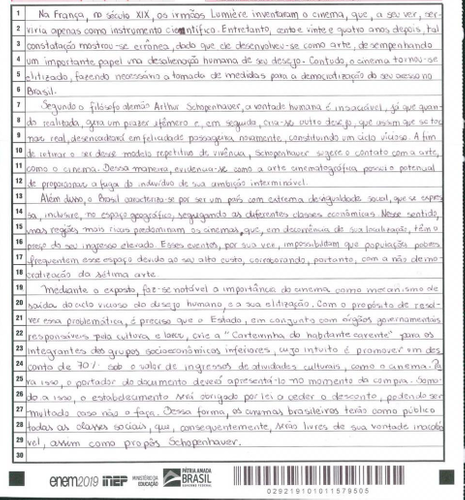 1 Na França, no século XIX, os irmãos Lumière inventaram o cinema, que, a seu ver, ser-
2 viria apenas como instrumento científico. Entretanto, cento e vinte e quatro anos depois, tal
3 constatação mostrou-se errônea, dado que ele desenvolveu-se como arte, desempenhando
4 um importante papel na desalienação humana de seu desejo. Contudo, o cinema tornou-se
5 elitizado, fazendo necessária a tomada de medidas para a democratização do seu acesso no
6 Brasil.
7 Segundo o filósofo alemão Arthur Schopenhauer, a vontade humana é insaciável, já que quan-
8 do realizada, gera um prazer efêmero e, em seguida, cria-se outro desejo, que assim que se tor-
9 nar real, desencadeará em felicidade passageira, novamente, constituindo um ciclo vicioso. A fim
10 de retirar o ser desse modelo repetitivo de vivência, Schopenhauer sugere o contato com a arte,
11 como o cinema. Dessa maneira, evidencia-se como a arte cinematográfica possui o potencial
12 de proporcionar a fuga do indivíduo de sua ambição interminável.
13 Além disso, o Brasil caracteriza-se por ser um país com extrema desigualdade social, que se expres-
14 sa, inclusive, no espaço geográfico, segregando as diferentes classes econômicas. Nesse sentido,
15 nas regiões mais ricas predominam os cinemas, que, em decorrência de sua localização, têm o
16 preço do seu ingresso elevado. Esses eventos, por sua vez, impossibilitam que populações pobres
17 frequentem esse espaço devido ao seu alto custo, corroborando, portanto, com a não demo-
18 cratização da sétima arte.
19 Mediante o exposto, faz-se notável a importância do cinema como mecanismo de
20 saída do ciclo vicioso do desejo humano, e a sua elitização. Com o propósito de resol-
21 ver essa problemática, é preciso que o Estado, em conjunto com órgãos governamentais
22 responsáveis pela cultura e lazer, crie a "Carteirinha do habitante carente" para os
23 integrantes dos grupos socioeconômicos inferiores, cujo intuito é promover um des-
24 conto de 70% sob o valor de ingressos de atividades culturais, como o cinema. Pa-
25 ra isso, o portador do documento deverá apresentá-lo no momento da compra. Soma-
26 do a isso, o estabelecimento será obrigado por lei a ceder o desconto, podendo ser
27 multado caso não o faça. Dessa forma, os cinemas brasileiros terão como público
28 todas as classes sociais, que, consequentemente, serão livres de sua vontade insaciá-
29 vel, assim como propôs Schopenhauer.
30
enem2019 inep MINISTÉRIO DA EDUCAÇÃO PÁTRIA AMADA BRASIL GOVERNO FEDERAL
029219101011579505